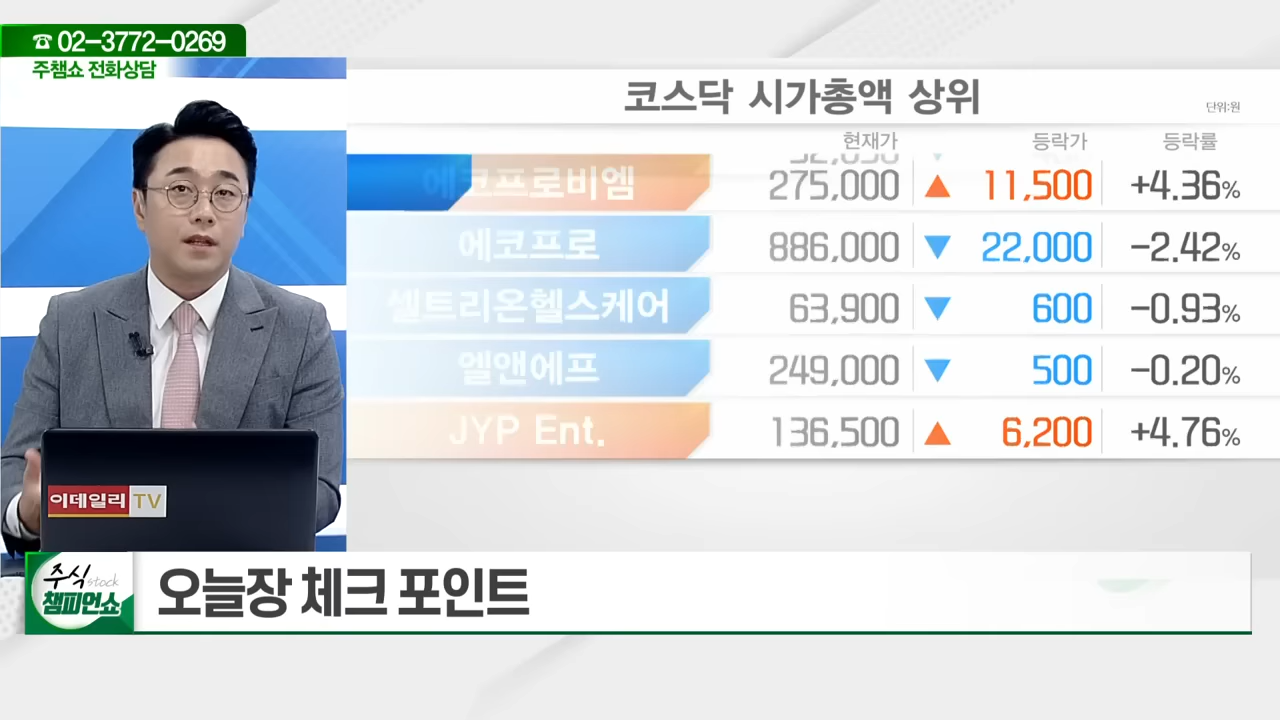 ☎ 02-3772-0269
주챔쇼 전화상담
코스닥 시가총액 상위
단위:원
현재가 등락가 등락률
에코프로비엠 275,000 ▲ 11,500 +4.36%
에코프로 886,000 ▼ 22,000 -2.42%
셀트리온헬스케어 63,900 ▼ 600 -0.93%
엘앤에프 249,000 ▼ 500 -0.20%
JYP Ent. 136,500 ▲ 6,200 +4.76%
이데일리 TV
주식 stock
챔피언쇼
오늘장 체크 포인트